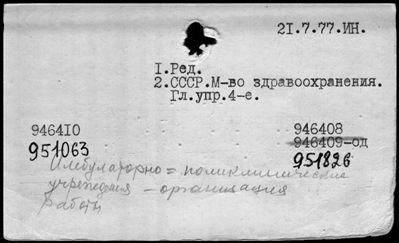 21.7.77.ИН.
I.Ред.
2.СССР.М-во здравоохранения.
Гл.упр.4-е.
946410 946408
951063 946409-од
951826
Амбулаторно=поликлинические
учреждения - организация
работы